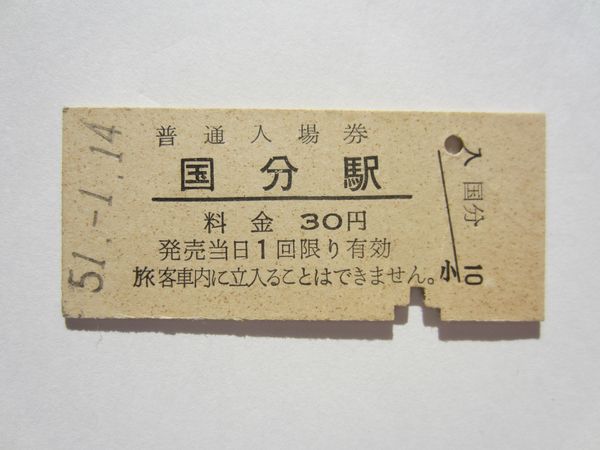 51.-1.14
普通入場券
国分駅
料金 30円
発売当日1回限り有効
旅客車内に立入ることはできません。
入 国分
小 10